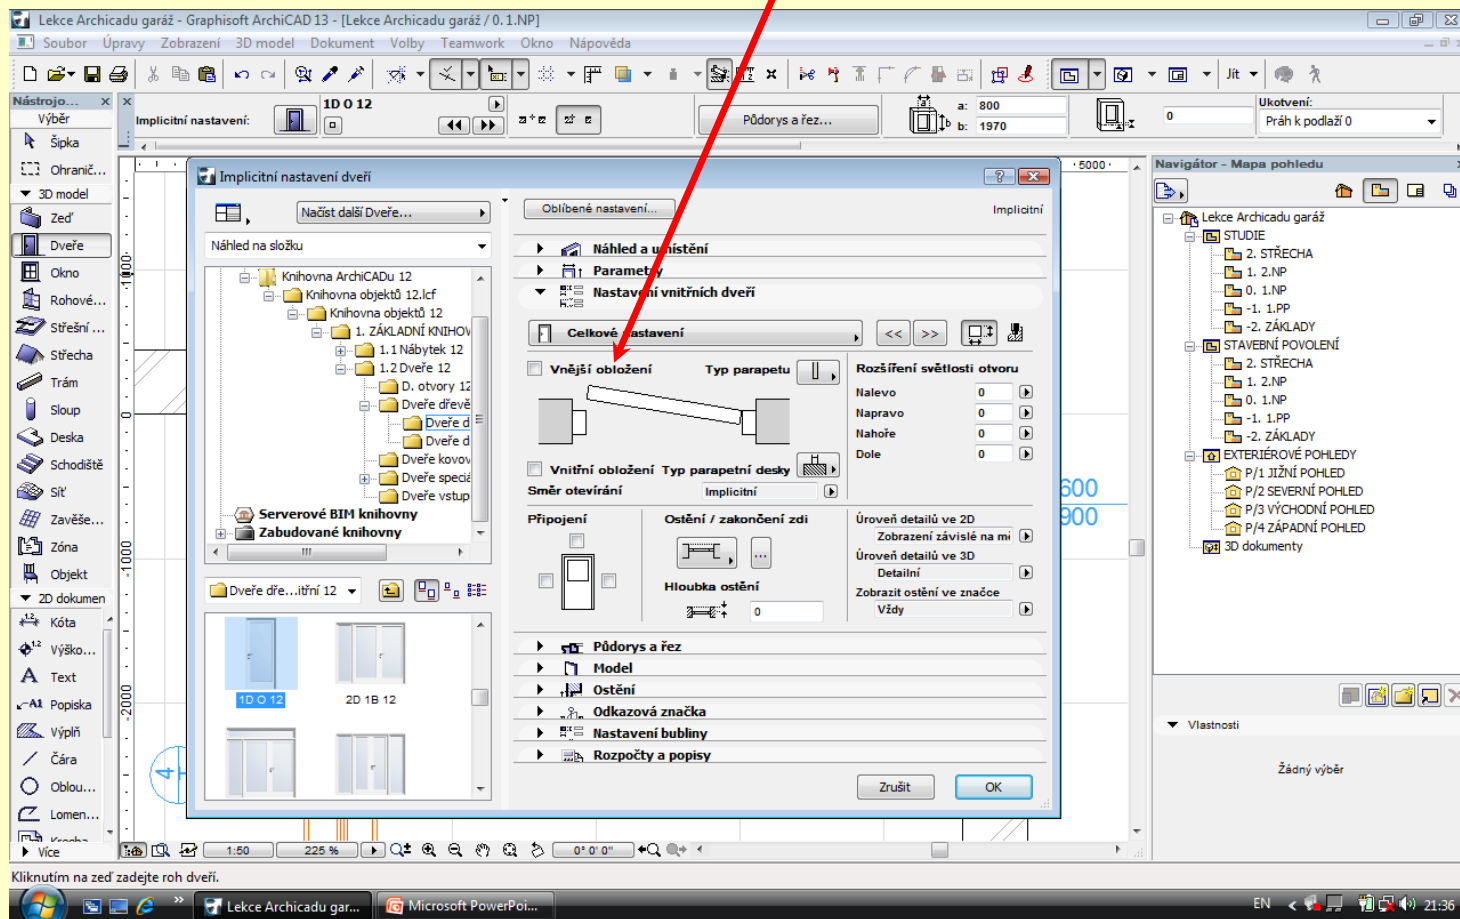 Lekce Archicadu garáž - Graphisoft ArchiCAD 13 - [Lekce Archicadu garáž / 0. 1.NP]
Soubor Úpravy Zobrazení 3D model Dokument Volby Teamwork Okno Nápověda
Jít
Nástrojo...
Výběr
Šipka
Ohranič...
3D model
Zeď
Dveře
Okno
Rohové...
Střešní ...
Střecha
Trám
Sloup
Deska
Schodiště
Síť
Zavěše...
Zóna
Objekt
2D dokumen
Kóta
Výško...
Text
Popiska
Výplň
Čára
Oblou...
Lomen...
Více
Implicitní nastavení:
1D O 12
Půdorys a řez...
a: 800
b: 1970
0
Ukotvení:
Práh k podlaží 0
5000
1000
0
1000
2000
600
900
4
Implicitní nastavení dveří
Načíst další Dveře...
Náhled na složku
Knihovna ArchiCADu 12
Knihovna objektů 12.lcf
Knihovna objektů 12
1. ZÁKLADNÍ KNIHOV
1.1 Nábytek 12
1.2 Dveře 12
D. otvory 12
Dveře dřevě
Dveře d
Dveře d
Dveře kovov
Dveře speciá
Dveře vstup
Serverové BIM knihovny
Zabudované knihovny
Dveře dře...itřní 12
1D O 12
2D 1B 12
Oblíbené nastavení...
Implicitní
Náhled a umístění
Parametry
Nastavení vnitřních dveří
Celkové nastavení
<< >>
Vnější obložení
Typ parapetu
Vnitřní obložení
Typ parapetní desky
Směr otevírání
Implicitní
Rozšíření světlosti otvoru
Nalevo 0
Napravo 0
Nahoře 0
Dole 0
Připojení
Ostění / zakončení zdi
...
Hloubka ostění
0
Úroveň detailů ve 2D
Zobrazení závislé na mě
Úroveň detailů ve 3D
Detailní
Zobrazit ostění ve značce
Vždy
Půdorys a řez
Model
Ostění
Odkazová značka
Nastavení bubliny
Rozpočty a popisy
Zrušit
OK
Navigátor - Mapa pohledu
Lekce Archicadu garáž
STUDIE
2. STŘECHA
1. 2.NP
0. 1.NP
-1. 1.PP
-2. ZÁKLADY
STAVEBNÍ POVOLENÍ
2. STŘECHA
1. 2.NP
0. 1.NP
-1. 1.PP
-2. ZÁKLADY
EXTERIÉROVÉ POHLEDY
P/1 JIŽNÍ POHLED
P/2 SEVERNÍ POHLED
P/3 VÝCHODNÍ POHLED
P/4 ZÁPADNÍ POHLED
3D dokumenty
Vlastnosti
Žádný výběr
1:50
225 %
0° 0' 0"
Kliknutím na zeď zadejte roh dveří.
Lekce Archicadu gar...
Microsoft PowerPoi...
EN
21:36